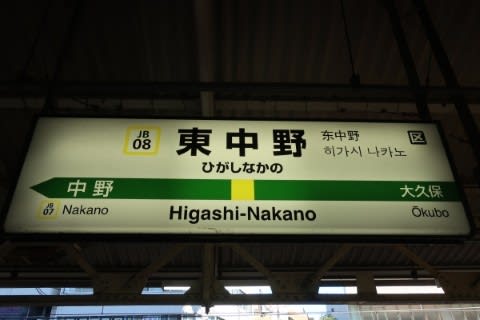 JB
08
東中野
ひがしなかの
东中野
히가시 나카노
区
中野
大久保
JB
07
Nakano
Higashi-Nakano
Ōkubo